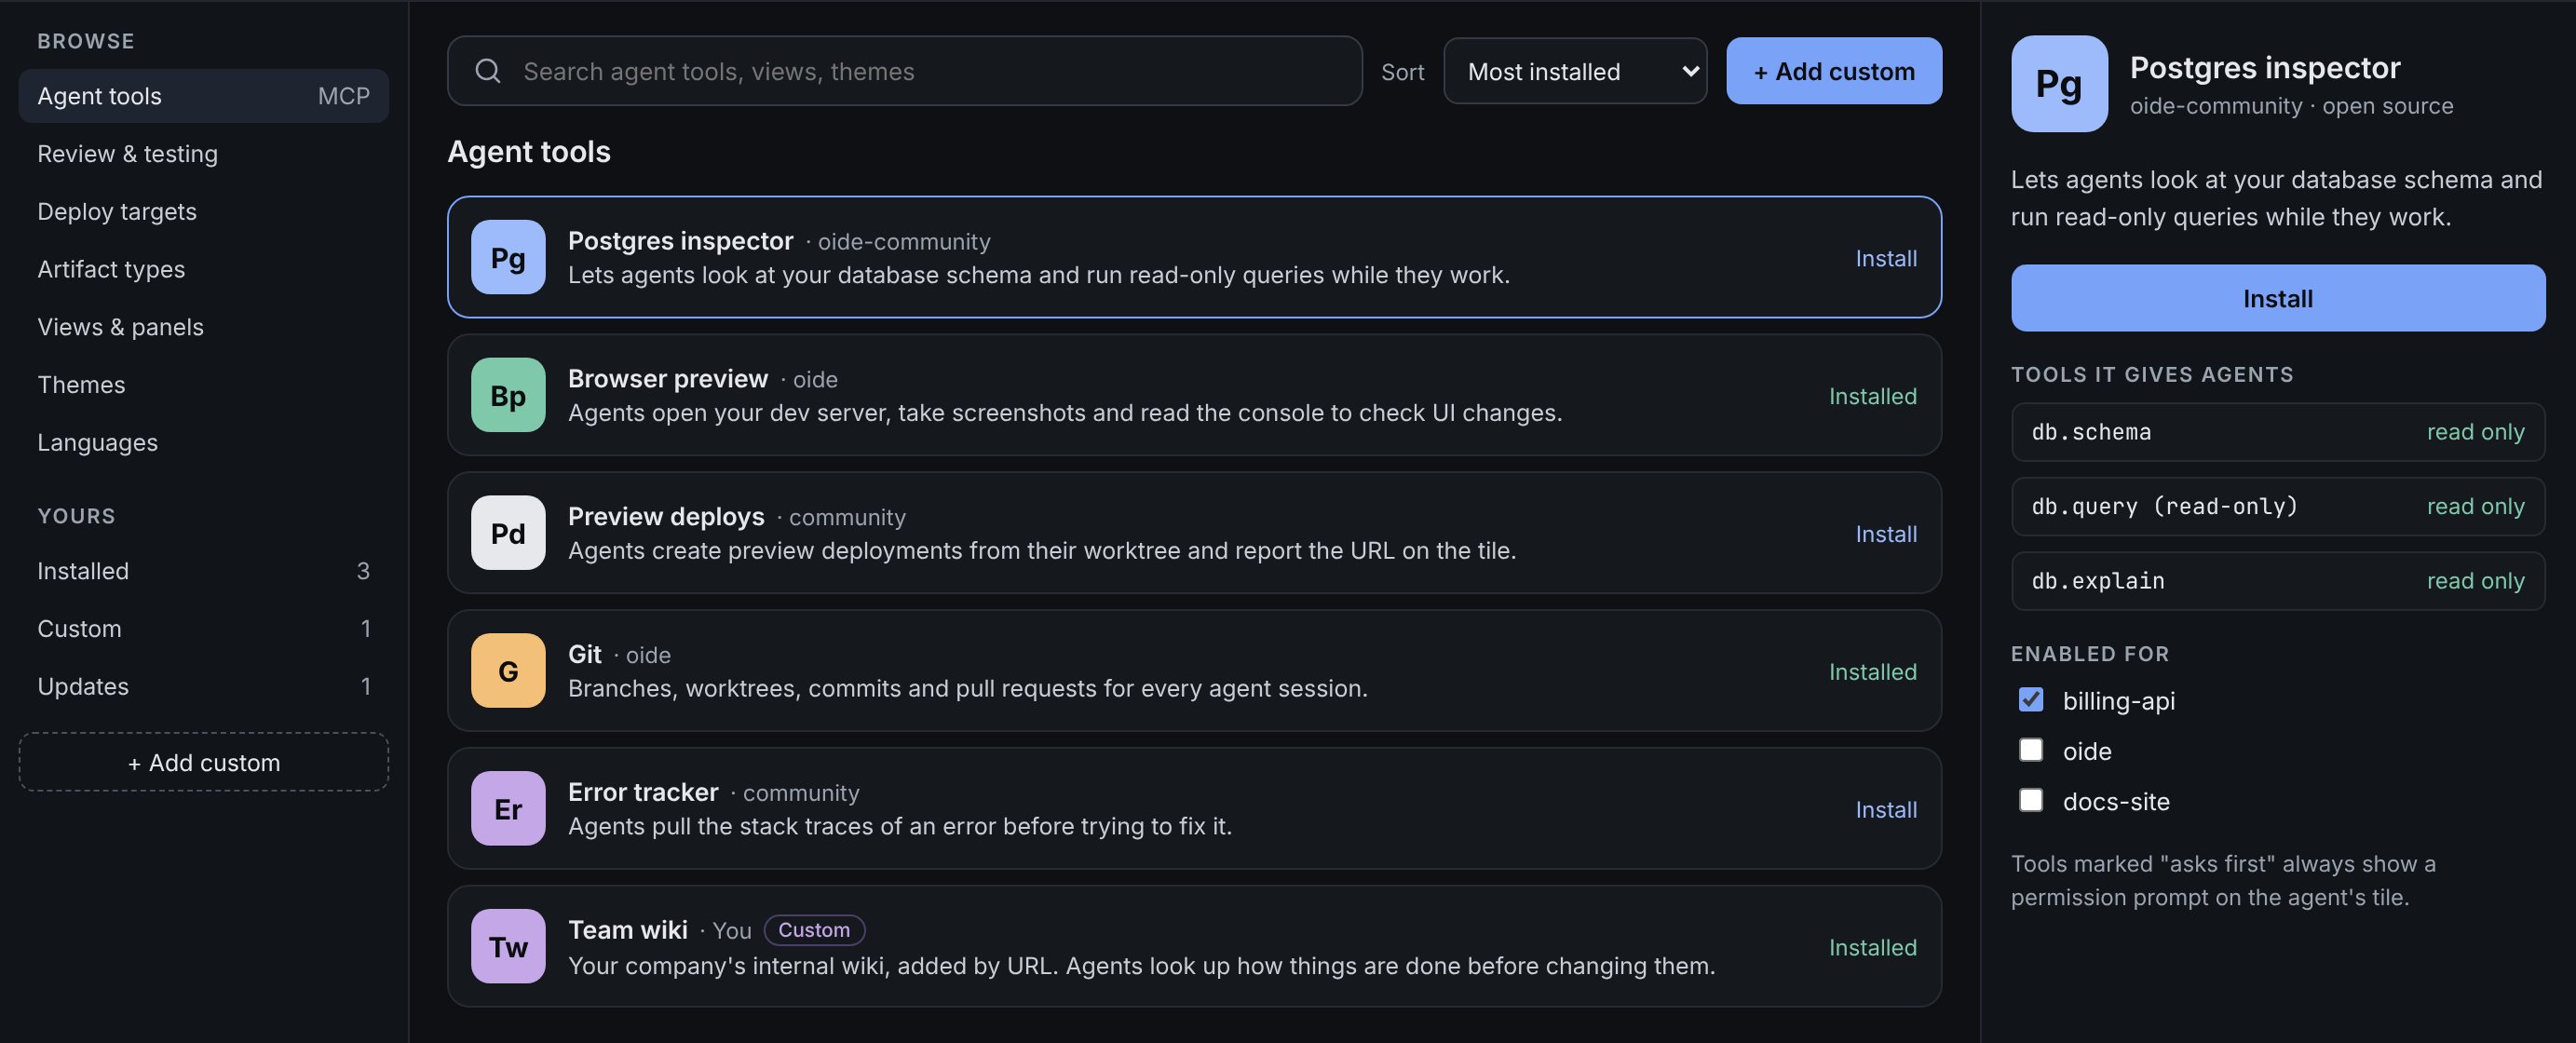 BROWSE
Agent tools MCP
Review & testing
Deploy targets
Artifact types
Views & panels
Themes
Languages
YOURS
Installed 3
Custom 1
Updates 1
+ Add custom
Search agent tools, views, themes
Sort
Most installed
+ Add custom
Agent tools
Pg
Postgres inspector · oide-community
Lets agents look at your database schema and run read-only queries while they work.
Install
Bp
Browser preview · oide
Agents open your dev server, take screenshots and read the console to check UI changes.
Installed
Pd
Preview deploys · community
Agents create preview deployments from their worktree and report the URL on the tile.
Install
G
Git · oide
Branches, worktrees, commits and pull requests for every agent session.
Installed
Er
Error tracker · community
Agents pull the stack traces of an error before trying to fix it.
Install
Tw
Team wiki · You Custom
Your company's internal wiki, added by URL. Agents look up how things are done before changing them.
Installed
Pg
Postgres inspector
oide-community · open source
Lets agents look at your database schema and
run read-only queries while they work.
Install
TOOLS IT GIVES AGENTS
db.schema read only
db.query (read-only) read only
db.explain read only
ENABLED FOR
billing-api
oide
docs-site
Tools marked "asks first" always show a
permission prompt on the agent's tile.